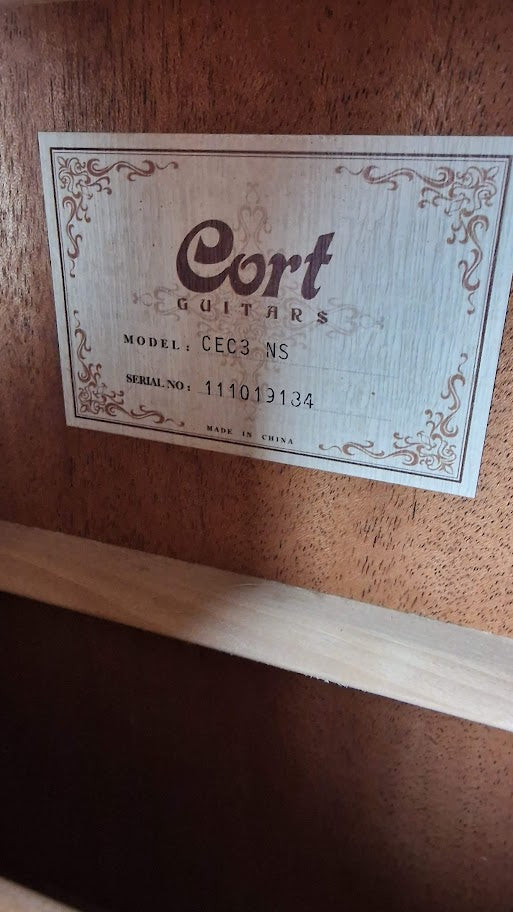 Cort
GUITARS
MODEL: CEC3 NS
SERIAL NO: 111019134
MADE IN CHINA